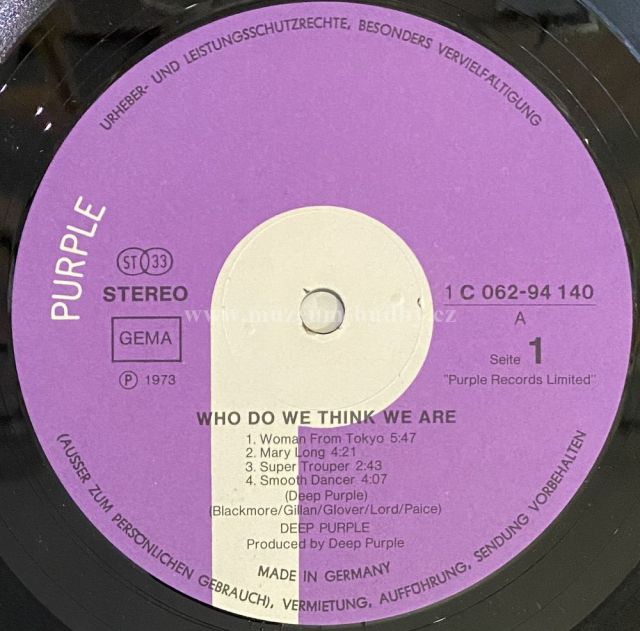 URHEBER- UND LEISTUNGSSCHUTZRECHTE, BESONDERS VERVIELFÄLTIGUNG
PURPLE
ST 33
STEREO
GEMA
Ⓟ 1973
1 C 062-94 140
A
Seite 1
"Purple Records Limited"
www.muzeumhudby.cz
WHO DO WE THINK WE ARE
1. Woman From Tokyo 5:47
2. Mary Long 4:21
3. Super Trouper 2:43
4. Smooth Dancer 4:07
(Deep Purple)
(Blackmore/Gillan/Glover/Lord/Paice)
DEEP PURPLE
Produced by Deep Purple
MADE IN GERMANY
(AUSSER ZUM PERSÖNLICHEN GEBRAUCH), VERMIETUNG, AUFFÜHRUNG, SENDUNG VORBEHALTEN